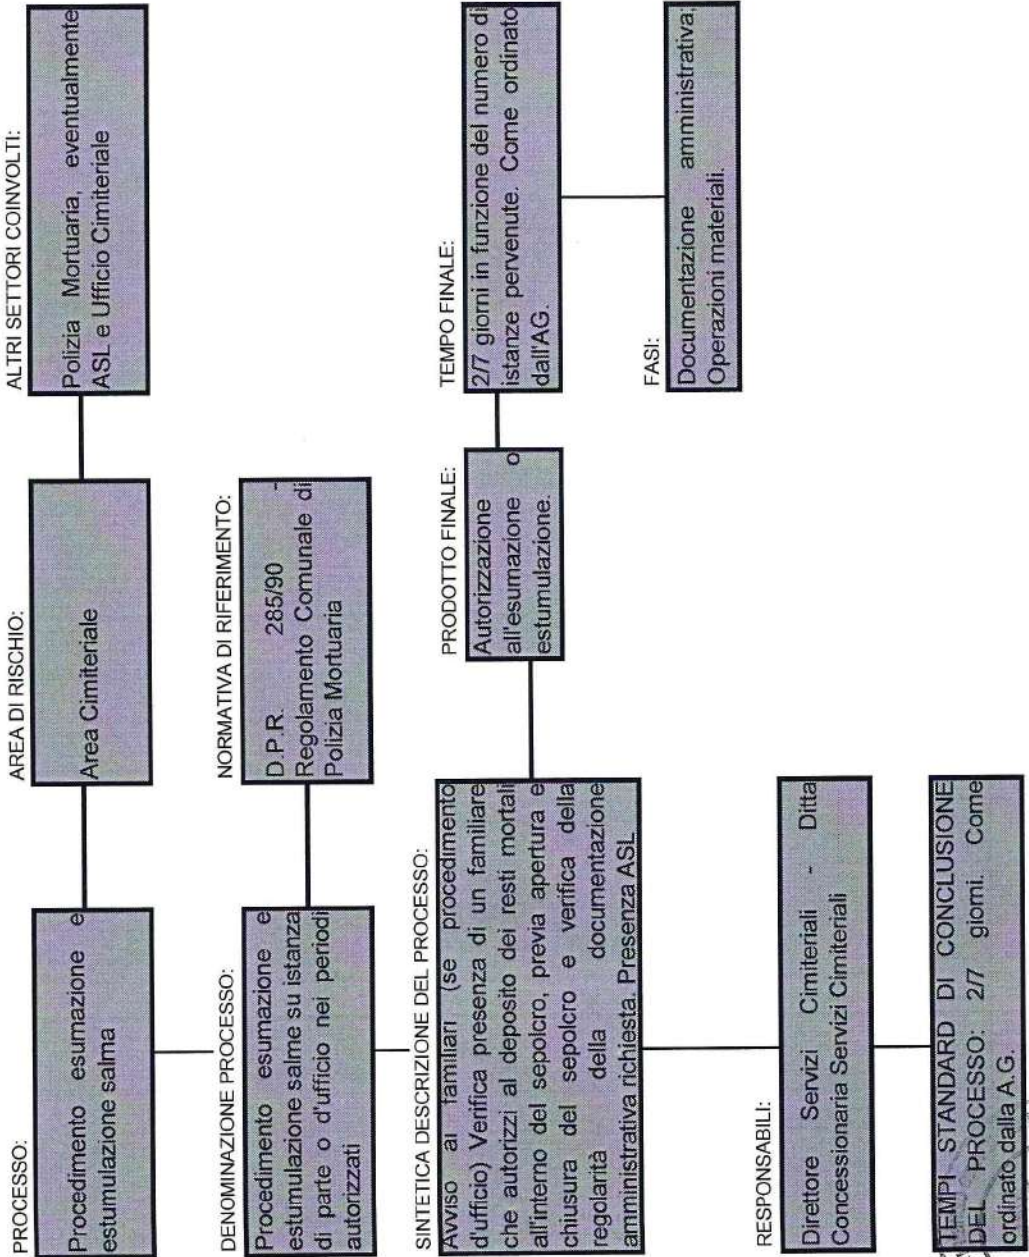 PROCESSO:
Procedimento esumazione e
estumulazione salma
AREA DI RISCHIO:
Area Cimiteriale
ALTRI SETTORI COINVOLTI:
Polizia Mortuaria, eventualmente
ASL e Ufficio Cimiteriale
DENOMINAZIONE PROCESSO:
Procedimento esumazione e
estumulazione salme su istanza
di parte o d'ufficio nei periodi
autorizzati
NORMATIVA DI RIFERIMENTO:
D.P.R. 285/90 -
Regolamento Comunale di
Polizia Mortuaria
SINTETICA DESCRIZIONE DEL PROCESSO:
Avviso ai familiari (se procedimento
d'ufficio) Verifica presenza di un familiare
che autorizzi al deposito dei resti mortali
all'interno del sepolcro, previa apertura e
chiusura del sepolcro e verifica della
regolarità della documentazione
amministrativa richiesta. Presenza ASL
PRODOTTO FINALE:
Autorizzazione
all'esumazione o
estumulazione.
TEMPO FINALE:
2/7 giorni in funzione del numero di
istanze pervenute. Come ordinato
dall'AG.
FASI:
Documentazione amministrativa;
Operazioni materiali.
RESPONSABILI:
Direttore Servizi Cimiteriali - Ditta
Concessionaria Servizi Cimiteriali
TEMPI STANDARD DI CONCLUSIONE
DEL PROCESSO: 2/7 giorni. Come
ordinato dalla A.G.